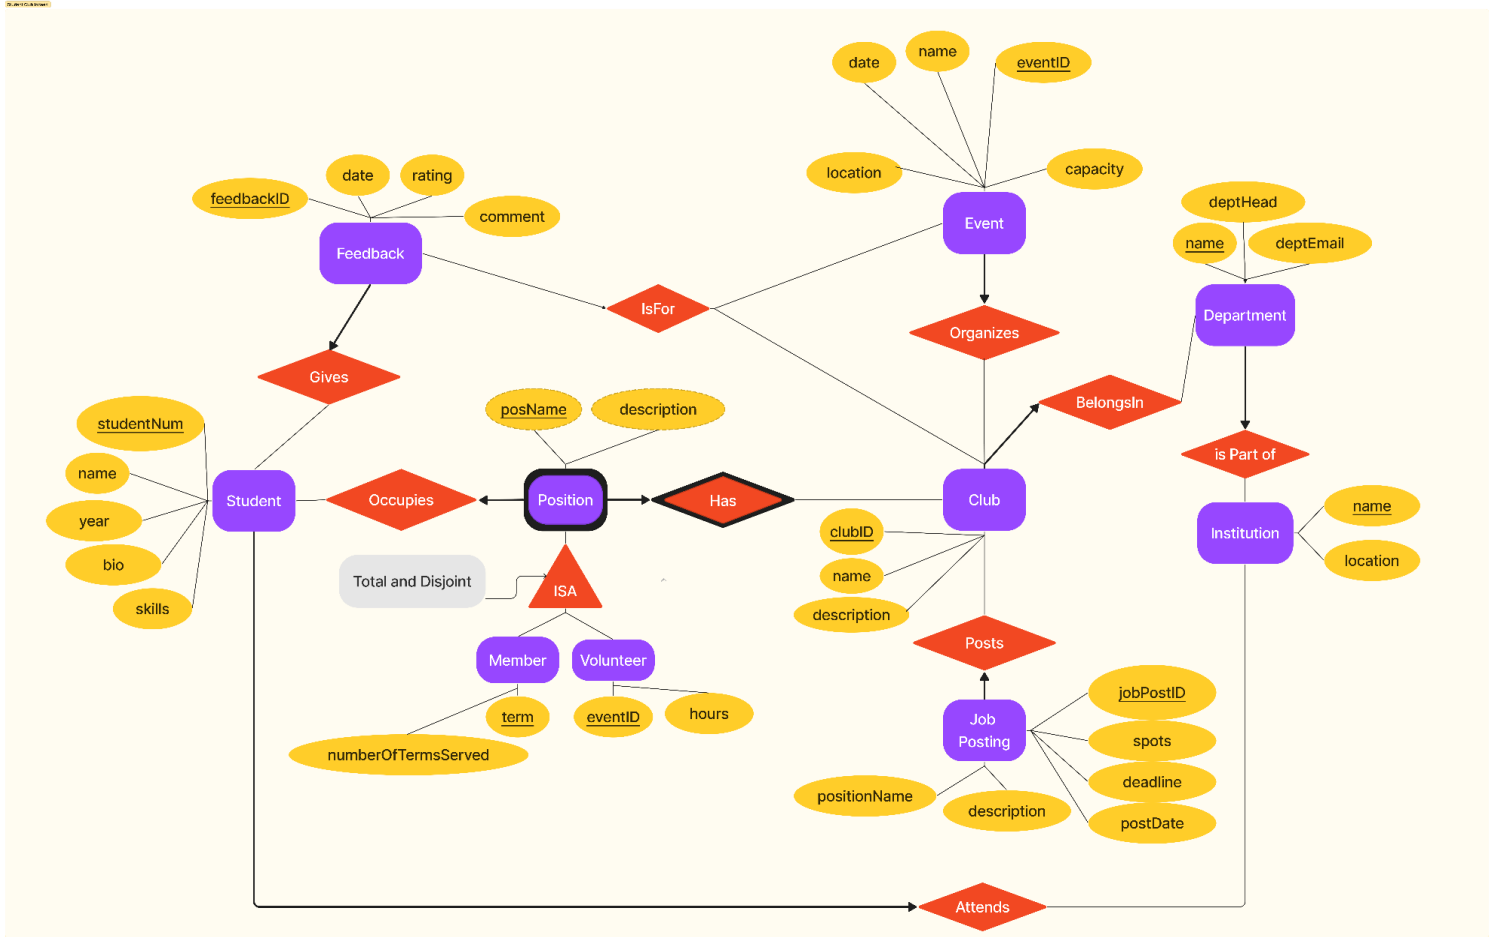 date
name
eventID
location
capacity
Event
feedbackID
date
rating
comment
Feedback
deptHead
name
deptEmail
Department
IsFor
Organizes
Gives
BelongsIn
studentNum
name
year
bio
skills
Student
Occupies
posName
description
Position
Has
Club
is Part of
Institution
name
location
Total and Disjoint
ISA
clubID
name
description
Member
Volunteer
term
eventID
hours
numberOfTermsServed
Posts
Job
Posting
jobPostID
spots
deadline
postDate
positionName
description
Attends